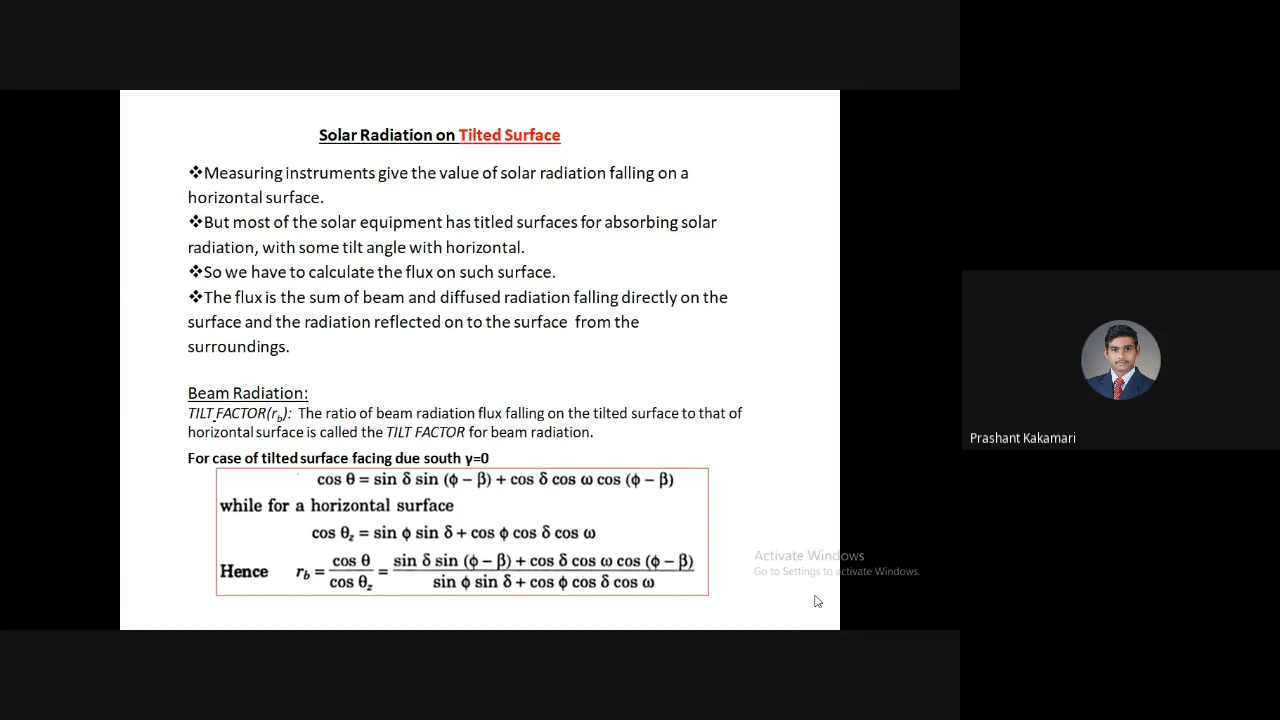 Solar Radiation on Tilted Surface
❖Measuring instruments give the value of solar radiation falling on a
horizontal surface.
❖But most of the solar equipment has titled surfaces for absorbing solar
radiation, with some tilt angle with horizontal.
❖So we have to calculate the flux on such surface.
❖The flux is the sum of beam and diffused radiation falling directly on the
surface and the radiation reflected on to the surface from the
surroundings.
Beam Radiation:
TILT FACTOR(r_b): The ratio of beam radiation flux falling on the tilted surface to that of
horizontal surface is called the TILT FACTOR for beam radiation.
For case of tilted surface facing due south γ=0
cos θ = sin δ sin (ϕ − β) + cos δ cos ω cos (ϕ − β)
while for a horizontal surface
cos θ_z = sin ϕ sin δ + cos ϕ cos δ cos ω
Hence r_b = cos θ / cos θ_z = sin δ sin (ϕ − β) + cos δ cos ω cos (ϕ − β) / sin ϕ sin δ + cos ϕ cos δ cos ω
Activate Windows
Go to Settings to activate Windows.
Prashant Kakamari